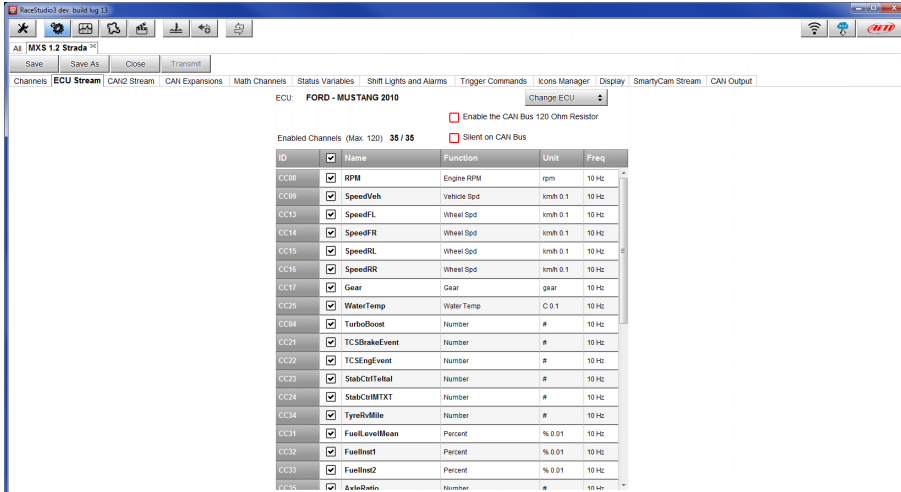 RaceStudio3 dev build lug 13
AiM
All MXS 1.2 Strada
Save Save As Close Transmit
Channels ECU Stream CAN2 Stream CAN Expansions Math Channels Status Variables Shift Lights and Alarms Trigger Commands Icons Manager Display SmartyCam Stream CAN Output
ECU: FORD - MUSTANG 2010 Change ECU
Enable the CAN Bus 120 Ohm Resistor
Enabled Channels (Max. 120) 35 / 35 Silent on CAN Bus
ID Name Function Unit Freq
CC08 RPM Engine RPM rpm 10 Hz
CC09 SpeedVeh Vehicle Spd km/h 0.1 10 Hz
CC13 SpeedFL Wheel Spd km/h 0.1 10 Hz
CC14 SpeedFR Wheel Spd km/h 0.1 10 Hz
CC15 SpeedRL Wheel Spd km/h 0.1 10 Hz
CC16 SpeedRR Wheel Spd km/h 0.1 10 Hz
CC17 Gear Gear gear 10 Hz
CC25 WaterTemp Water Temp C 0.1 10 Hz
CC04 TurboBoost Number # 10 Hz
CC21 TCSBrakeEvent Number # 10 Hz
CC22 TCSEngEvent Number # 10 Hz
CC23 StabCtrlTeltal Number # 10 Hz
CC24 StabCtrlMTXT Number # 10 Hz
CC34 TyreRvMile Number # 10 Hz
CC31 FuelLevelMean Percent % 0.01 10 Hz
CC32 FuelInst1 Percent % 0.01 10 Hz
CC33 FuelInst2 Percent % 0.01 10 Hz
CC35 AxleRatio Number # 10 Hz